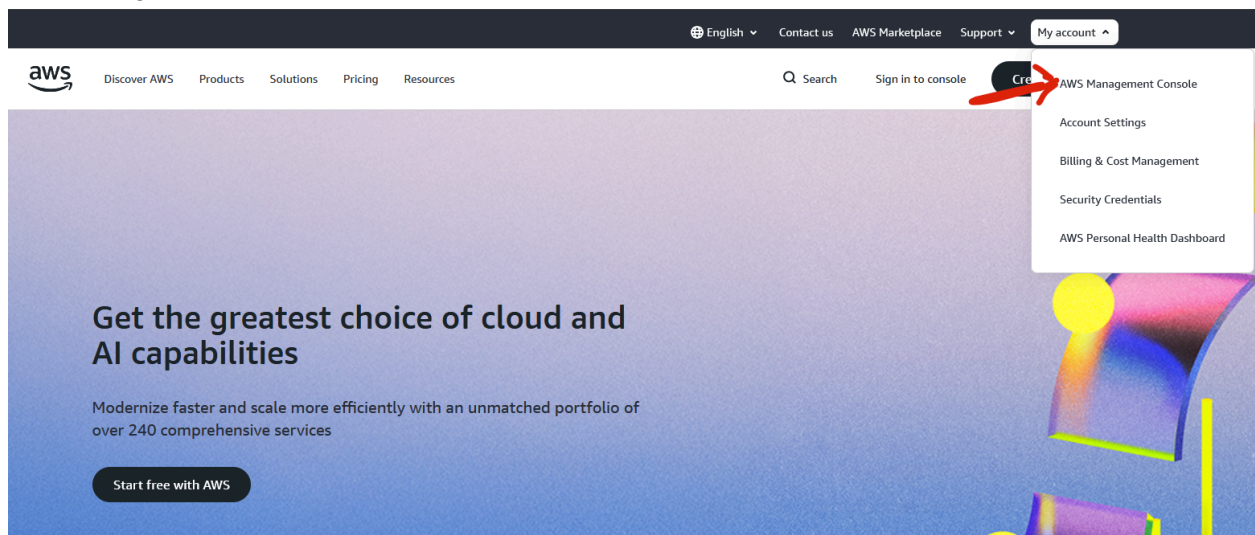 English
Contact us
AWS Marketplace
Support
My account
aws
Discover AWS
Products
Solutions
Pricing
Resources
Search
Sign in to console
Cre
AWS Management Console
Account Settings
Billing & Cost Management
Security Credentials
AWS Personal Health Dashboard
Get the greatest choice of cloud and
AI capabilities
Modernize faster and scale more efficiently with an unmatched portfolio of
over 240 comprehensive services
Start free with AWS